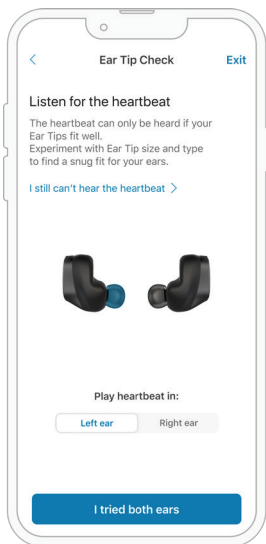 Ear Tip Check
Exit
Listen for the heartbeat
The heartbeat can only be heard if your
Ear Tips fit well.
Experiment with Ear Tip size and type
to find a snug fit for your ears.
I still can't hear the heartbeat
Play heartbeat in:
Left ear
Right ear
I tried both ears